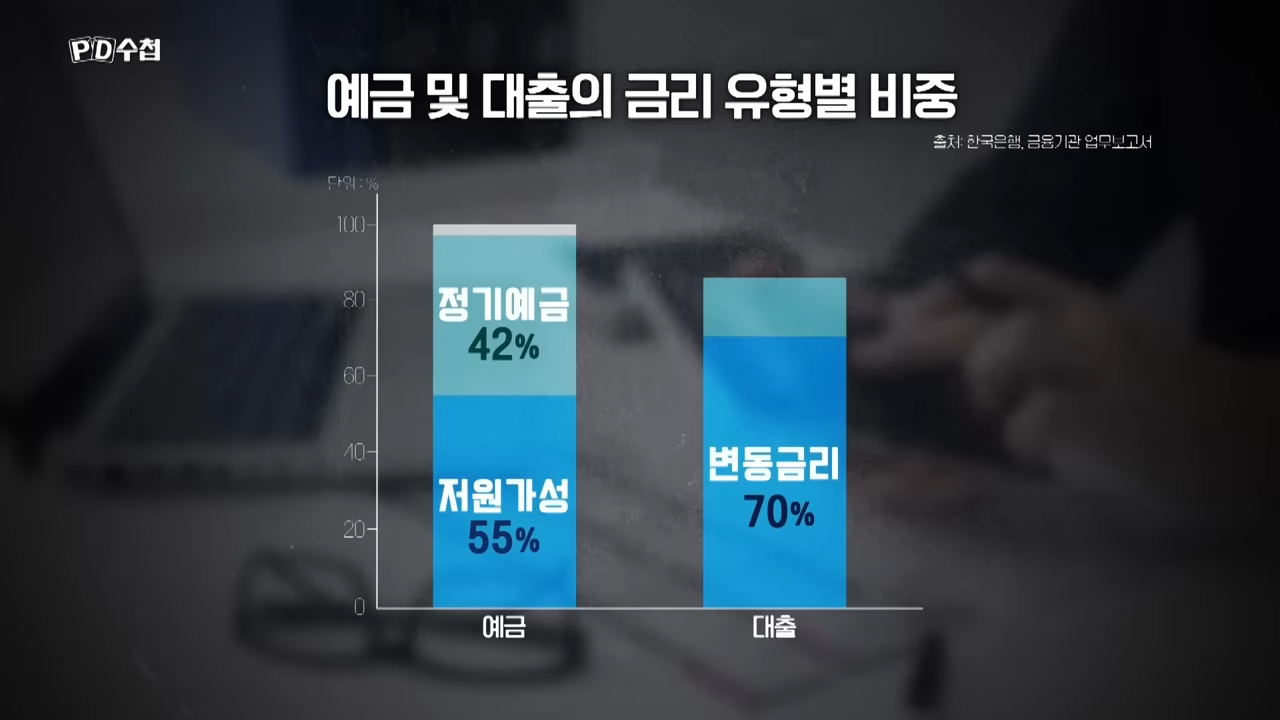 PD수첩
예금 및 대출의 금리 유형별 비중
출처: 한국은행, 금융기관 업무보고서
단위 : %
100
80
60
40
20
0
정기예금
42%
저원가성
55%
변동금리
70%
예금
대출